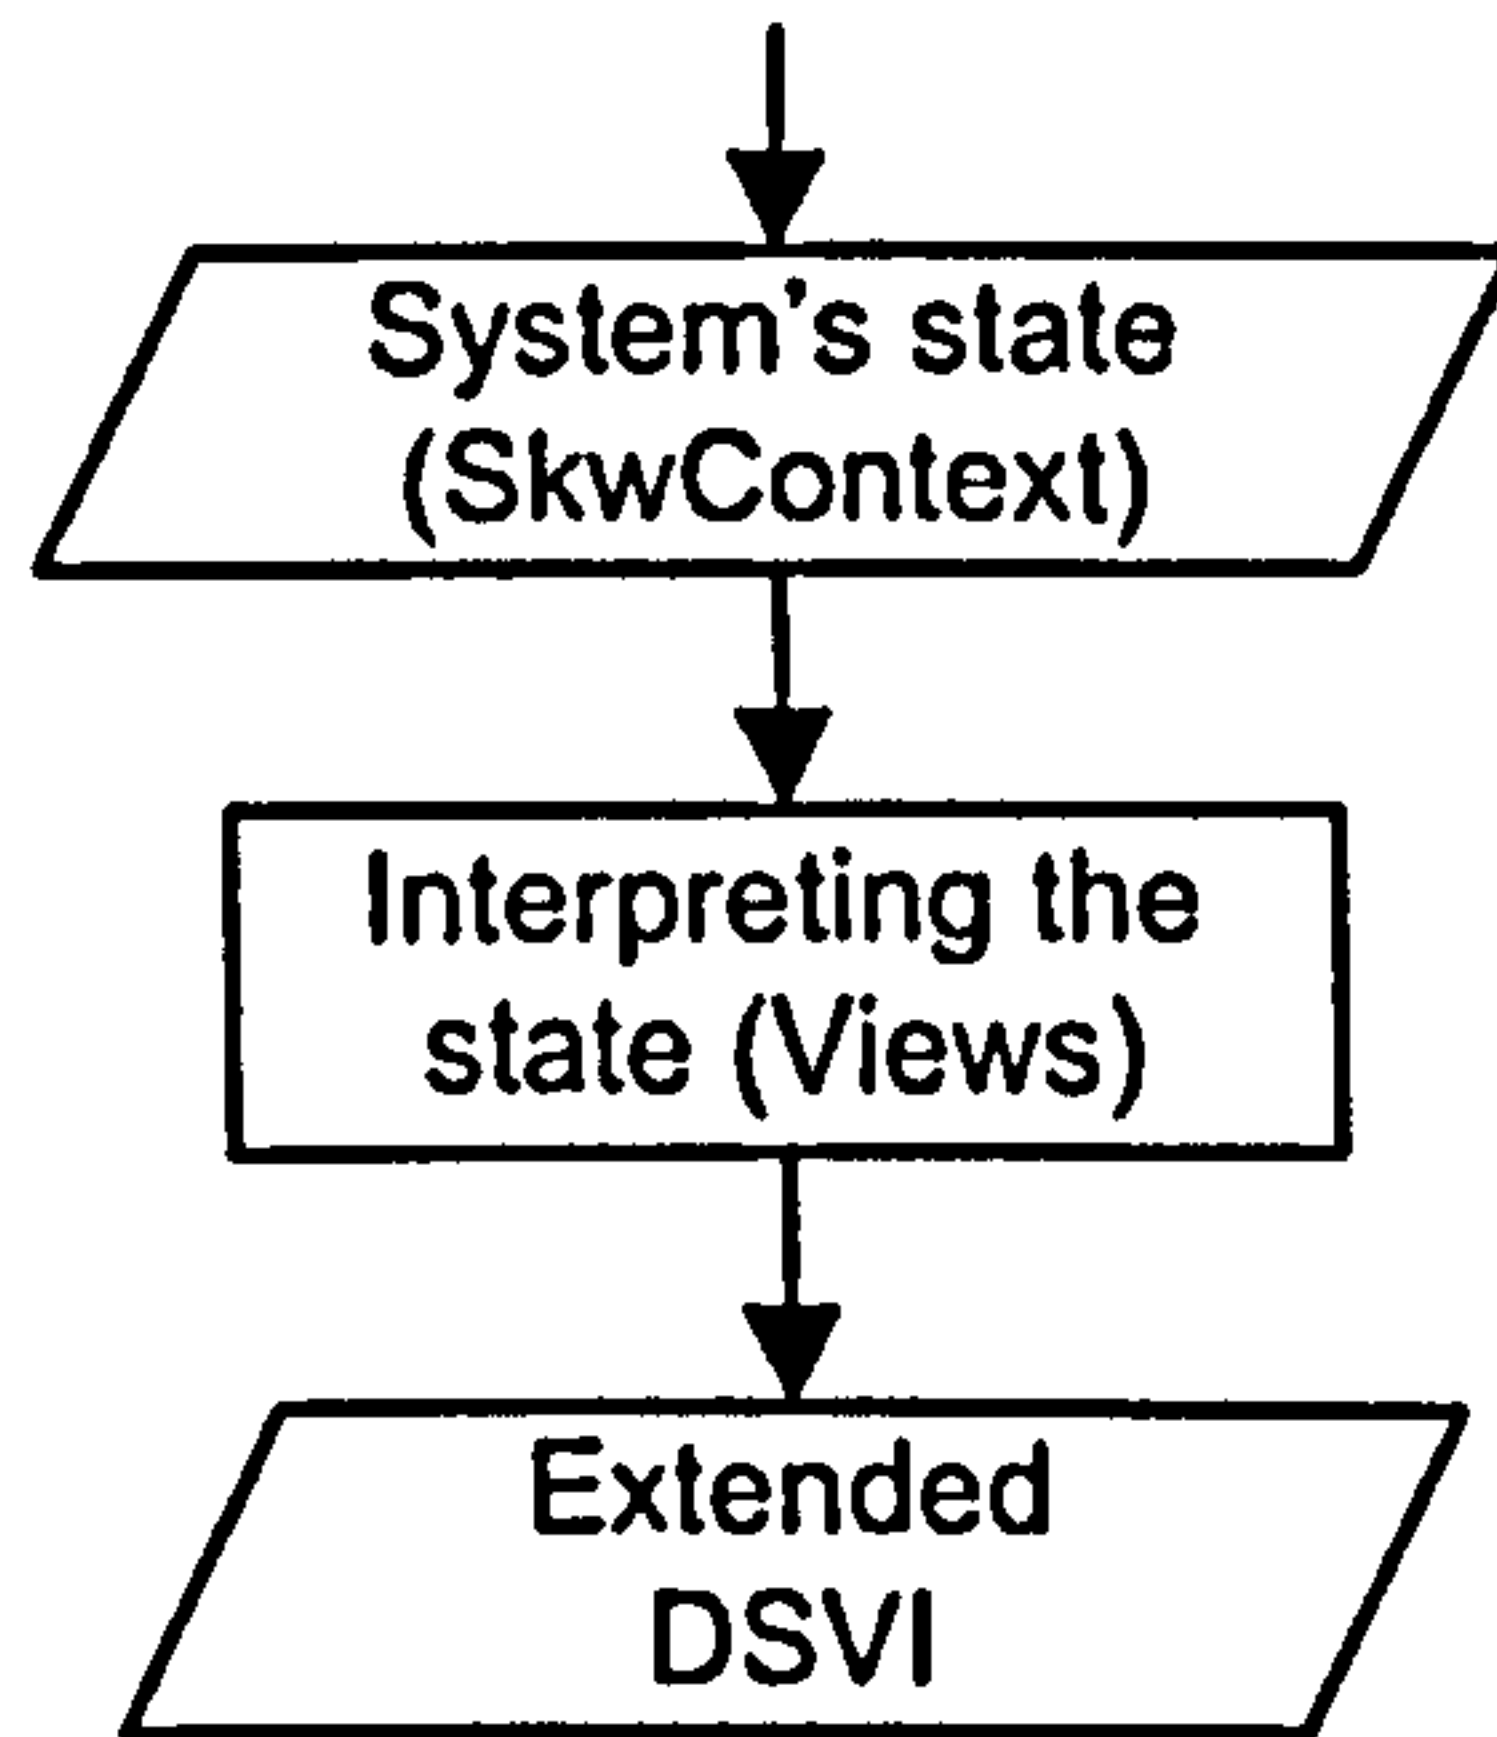 System's state
(SkwContext)
Interpreting the
state (Views)
Extended
DSVI